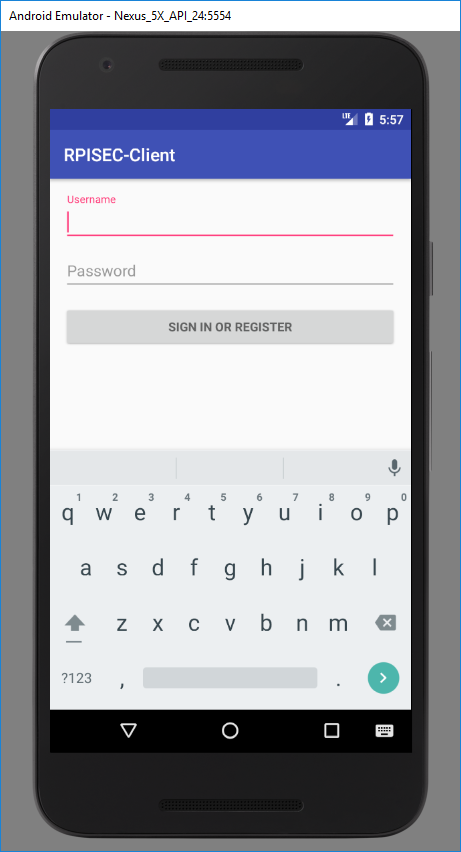 Android Emulator - Nexus_5X_API_24:5554
LTE 5:57
RPISEC-Client
Username
Password
SIGN IN OR REGISTER
1 2 3 4 5 6 7 8 9 0
q w e r t y u i o p
a s d f g h j k l
z x c v b n m
?123 , .